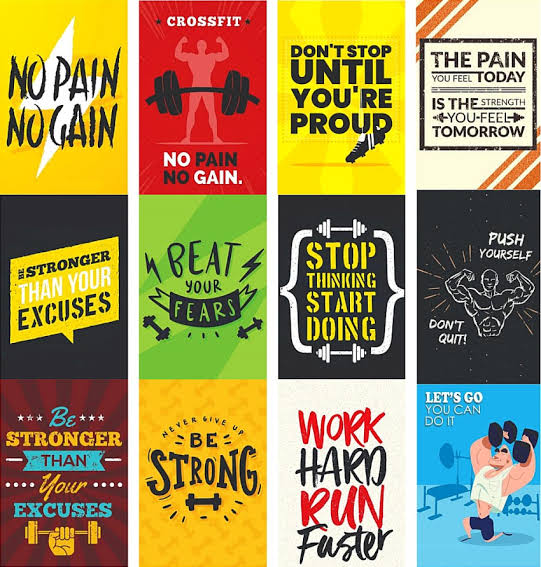 NO PAIN
NO GAIN
CROSSFIT
NO PAIN
NO GAIN.
DON'T STOP
UNTIL
YOU'RE
PROUD
THE PAIN
YOU FEEL TODAY
IS THE STRENGTH
YOU FEEL
TOMORROW
BE STRONGER
THAN YOUR
EXCUSES
BEAT
YOUR
FEARS
STOP
THINKING
START
DOING
PUSH
YOURSELF
DON'T
QUIT!
Be
STRONGER
THAN
Your
EXCUSES
NEVER GIVE UP
BE
STRONG
WORK
HARD
RUN
Faster
LET'S GO
YOU CAN
DO IT